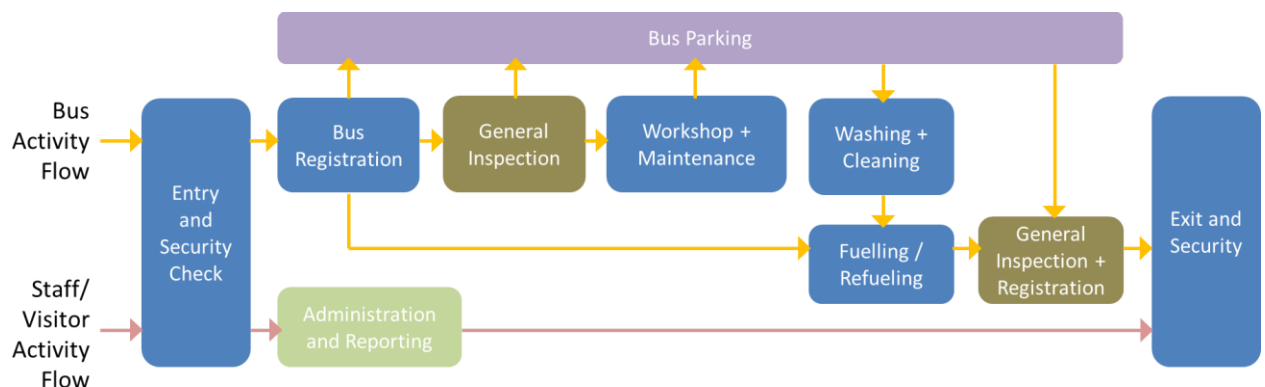 Bus Parking
Bus
Activity
Flow
Entry
and
Security
Check
Bus
Registration
General
Inspection
Workshop +
Maintenance
Washing +
Cleaning
Fuelling /
Refueling
General
Inspection +
Registration
Exit and
Security
Staff/
Visitor
Activity
Flow
Administration
and Reporting